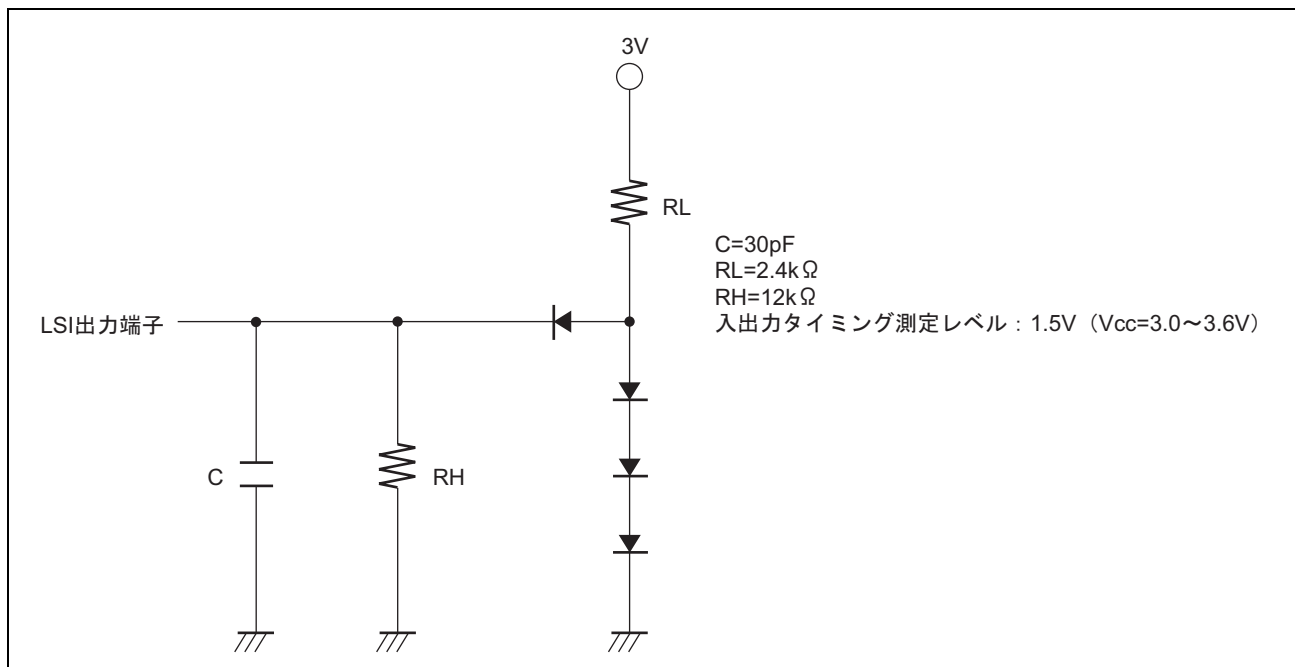 3V
RL
C=30pF
RL=2.4kΩ
RH=12kΩ
入出力タイミング測定レベル：1.5V（Vcc=3.0～3.6V）
LSI出力端子
C
RH